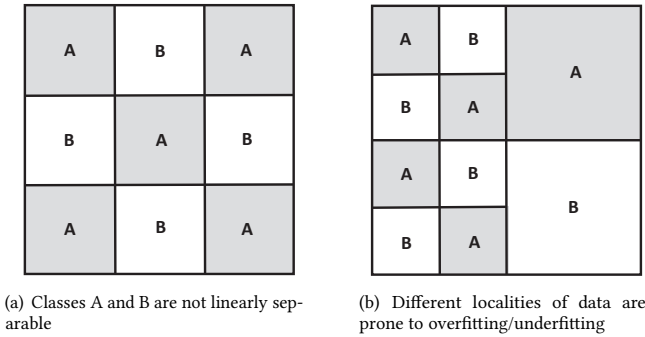 A B A
B A B
A B A
(a) Classes A and B are not linearly sep-
arable
A B
A
B A
A B
B
B A
(b) Different localities of data are
prone to overfitting/underfitting